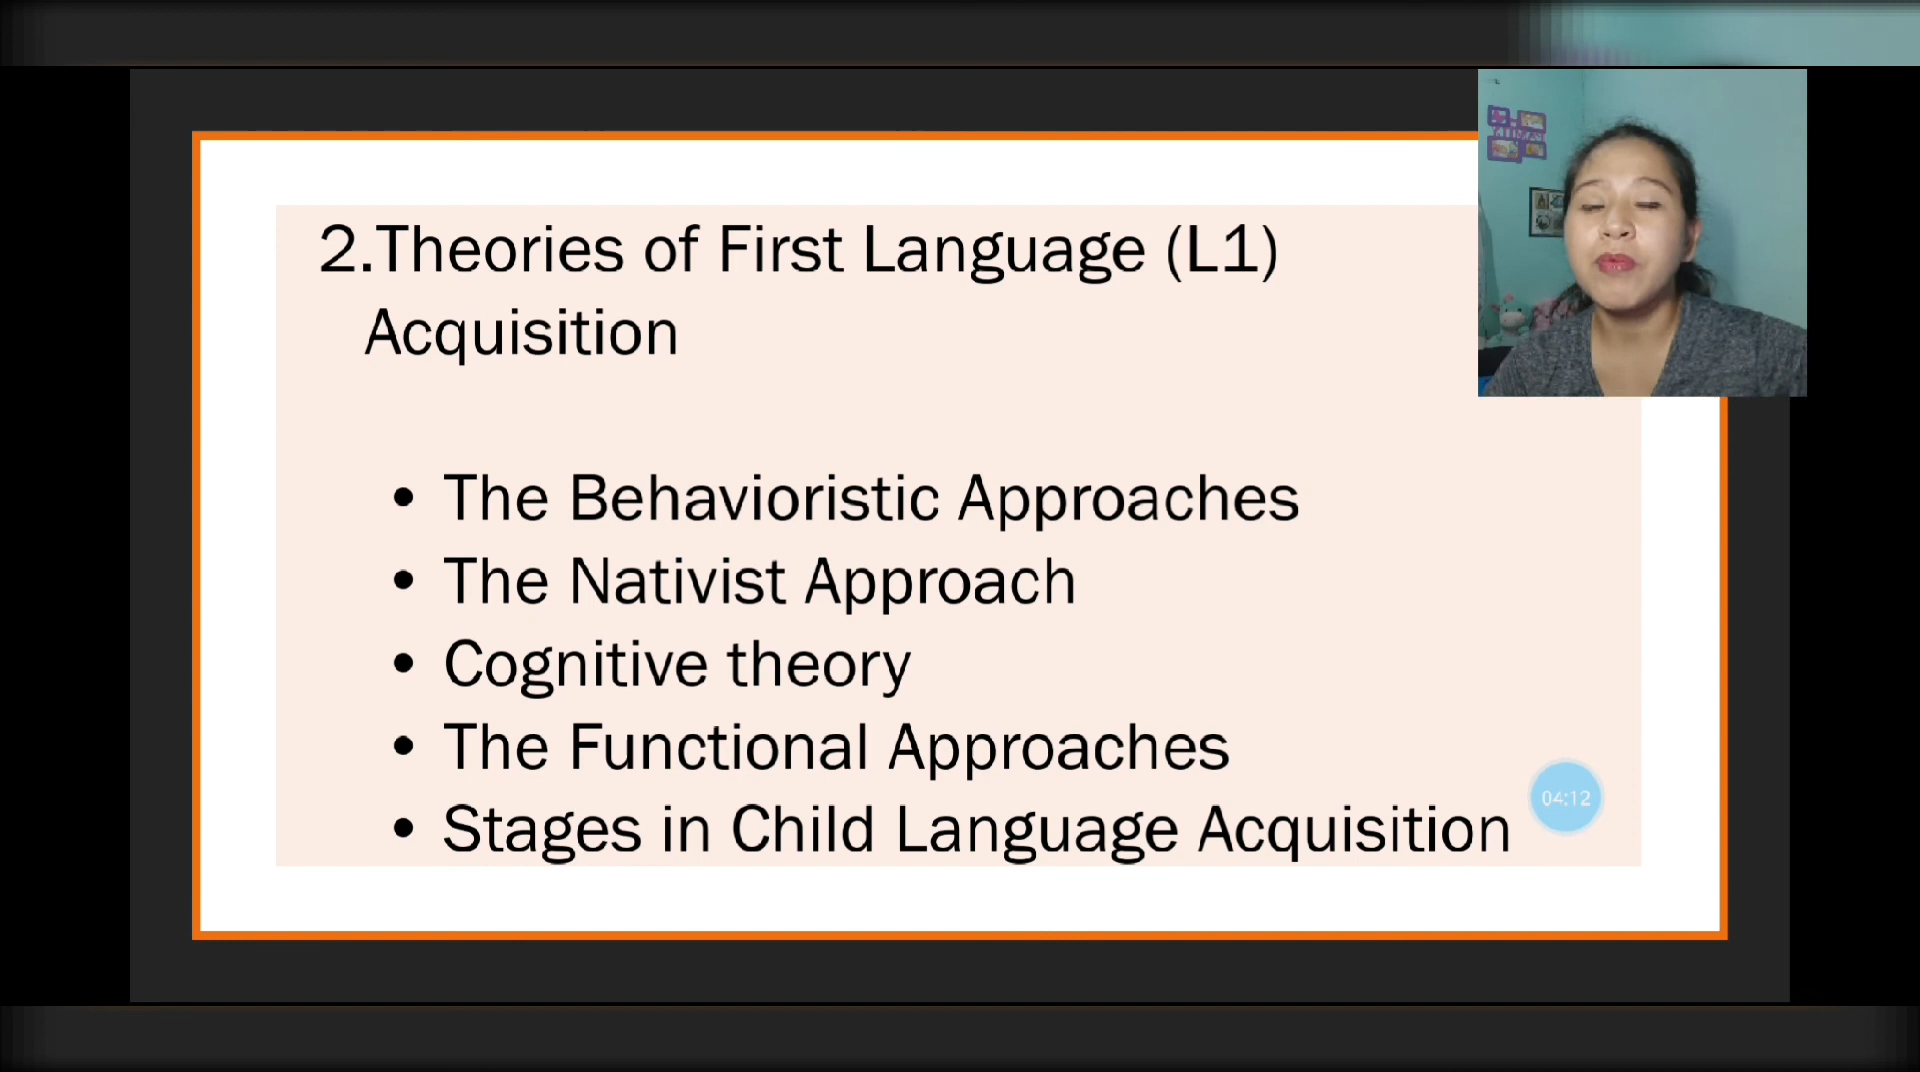 2.Theories of First Language (L1)
Acquisition
• The Behavioristic Approaches
• The Nativist Approach
• Cognitive theory
• The Functional Approaches
• Stages in Child Language Acquisition
04:12